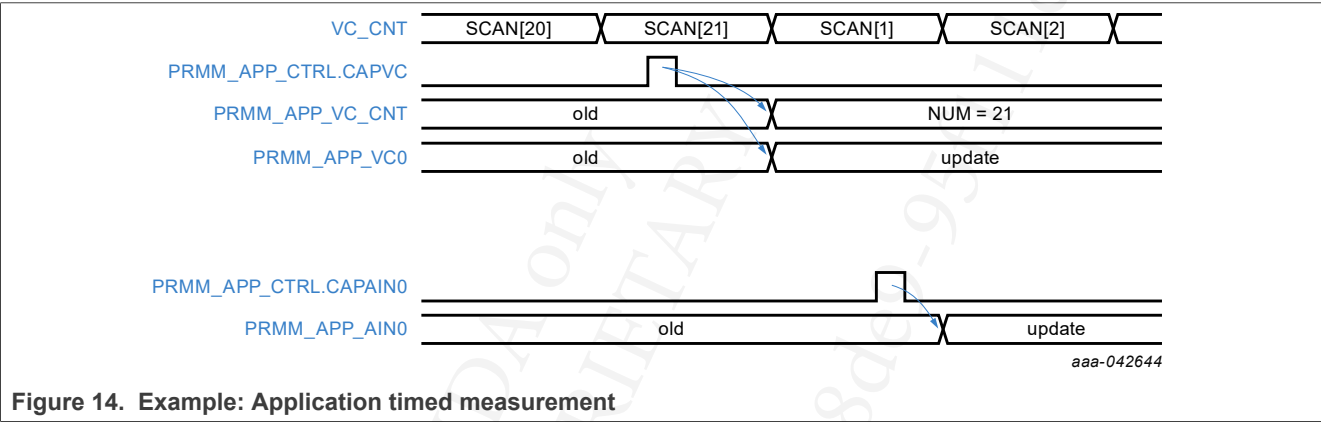 VC_CNT SCAN[20] SCAN[21] SCAN[1] SCAN[2]
PRMM_APP_CTRL.CAPVC
PRMM_APP_VC_CNT old NUM = 21
PRMM_APP_VC0 old update
PRMM_APP_CTRL.CAPAIN0
PRMM_APP_AIN0 old update
aaa-042644
Figure 14. Example: Application timed measurement